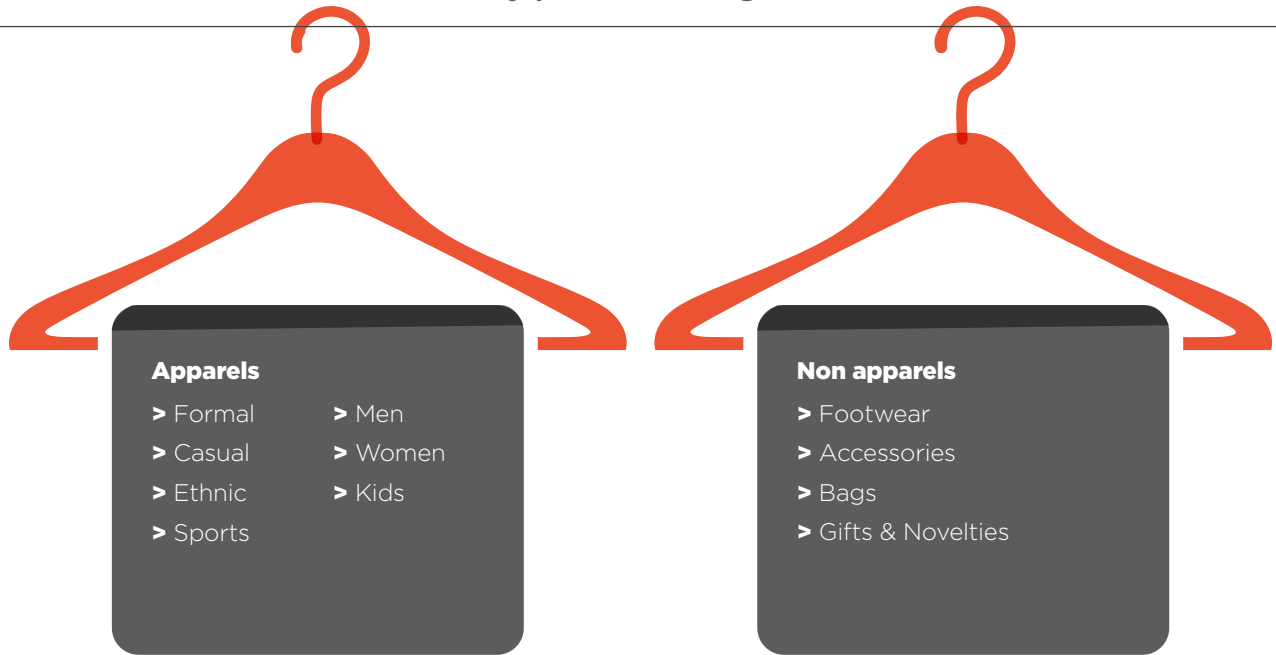 Apparels
> Formal
> Casual
> Ethnic
> Sports
> Men
> Women
> Kids
Non apparels
> Footwear
> Accessories
> Bags
> Gifts & Novelties